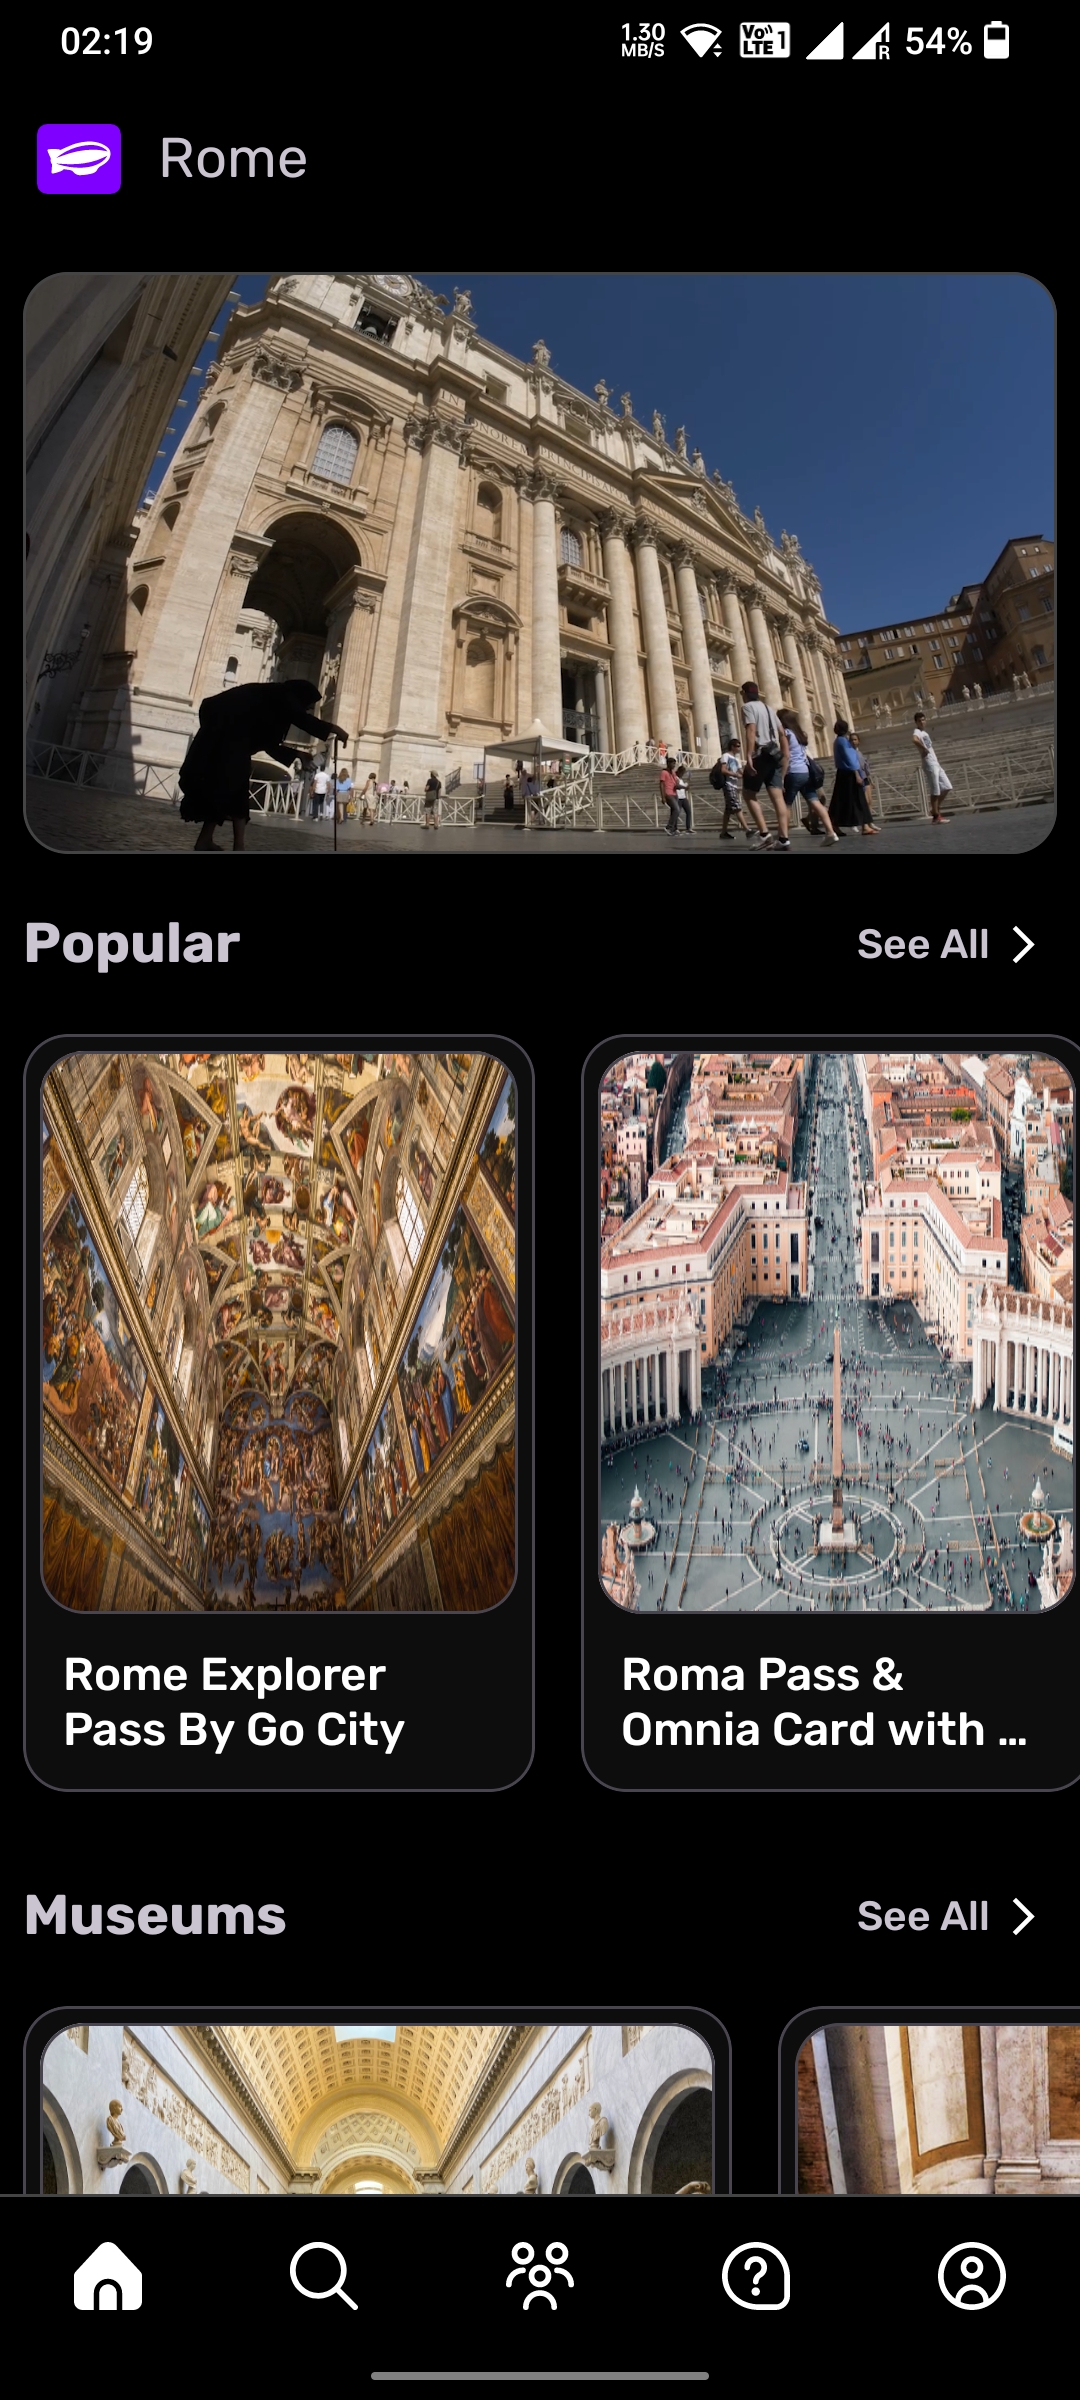 02:19
1.30
MB/S
Vo
LTE 1
R
54%
Rome
Popular
See All
Rome Explorer
Pass By Go City
Roma Pass &
Omnia Card with ...
Museums
See All